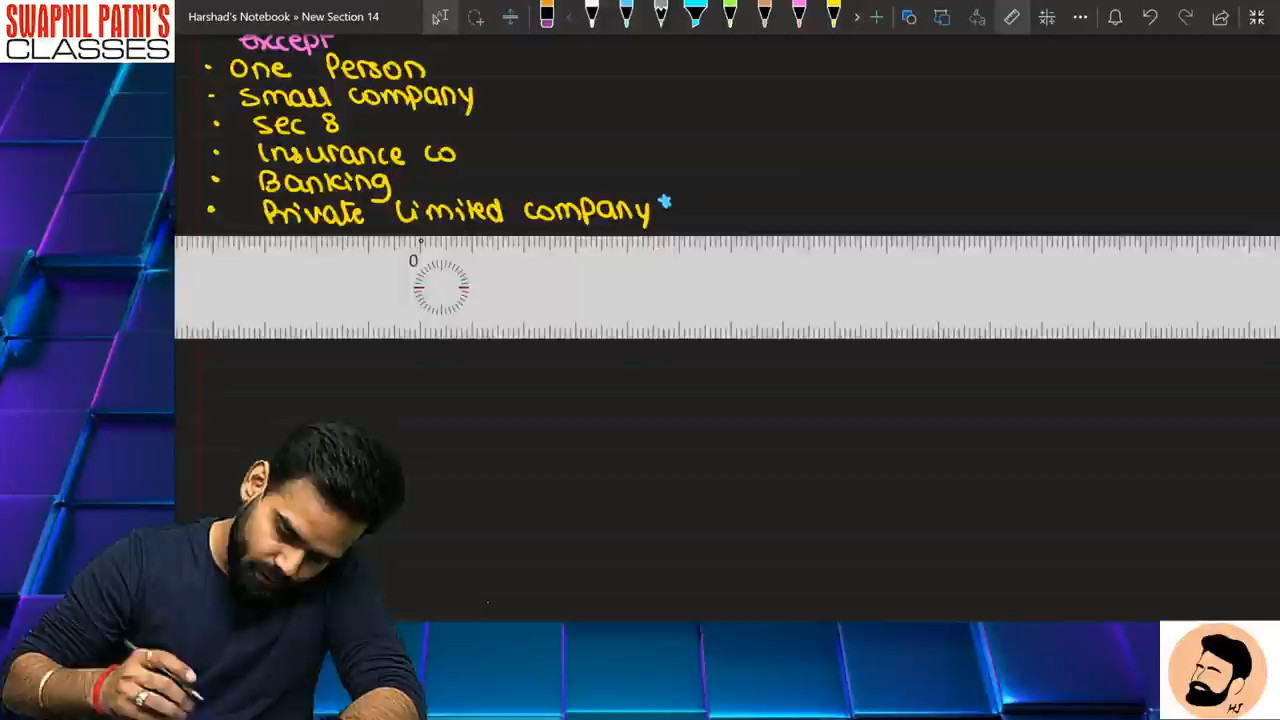 SWAPNIL PATNI'S
CLASSES
Harshad's Notebook » New Section 14
except
· One Person
· Small company
· Sec 8
· Insurance co
· Banking
· Private Limited company *
0
HJ